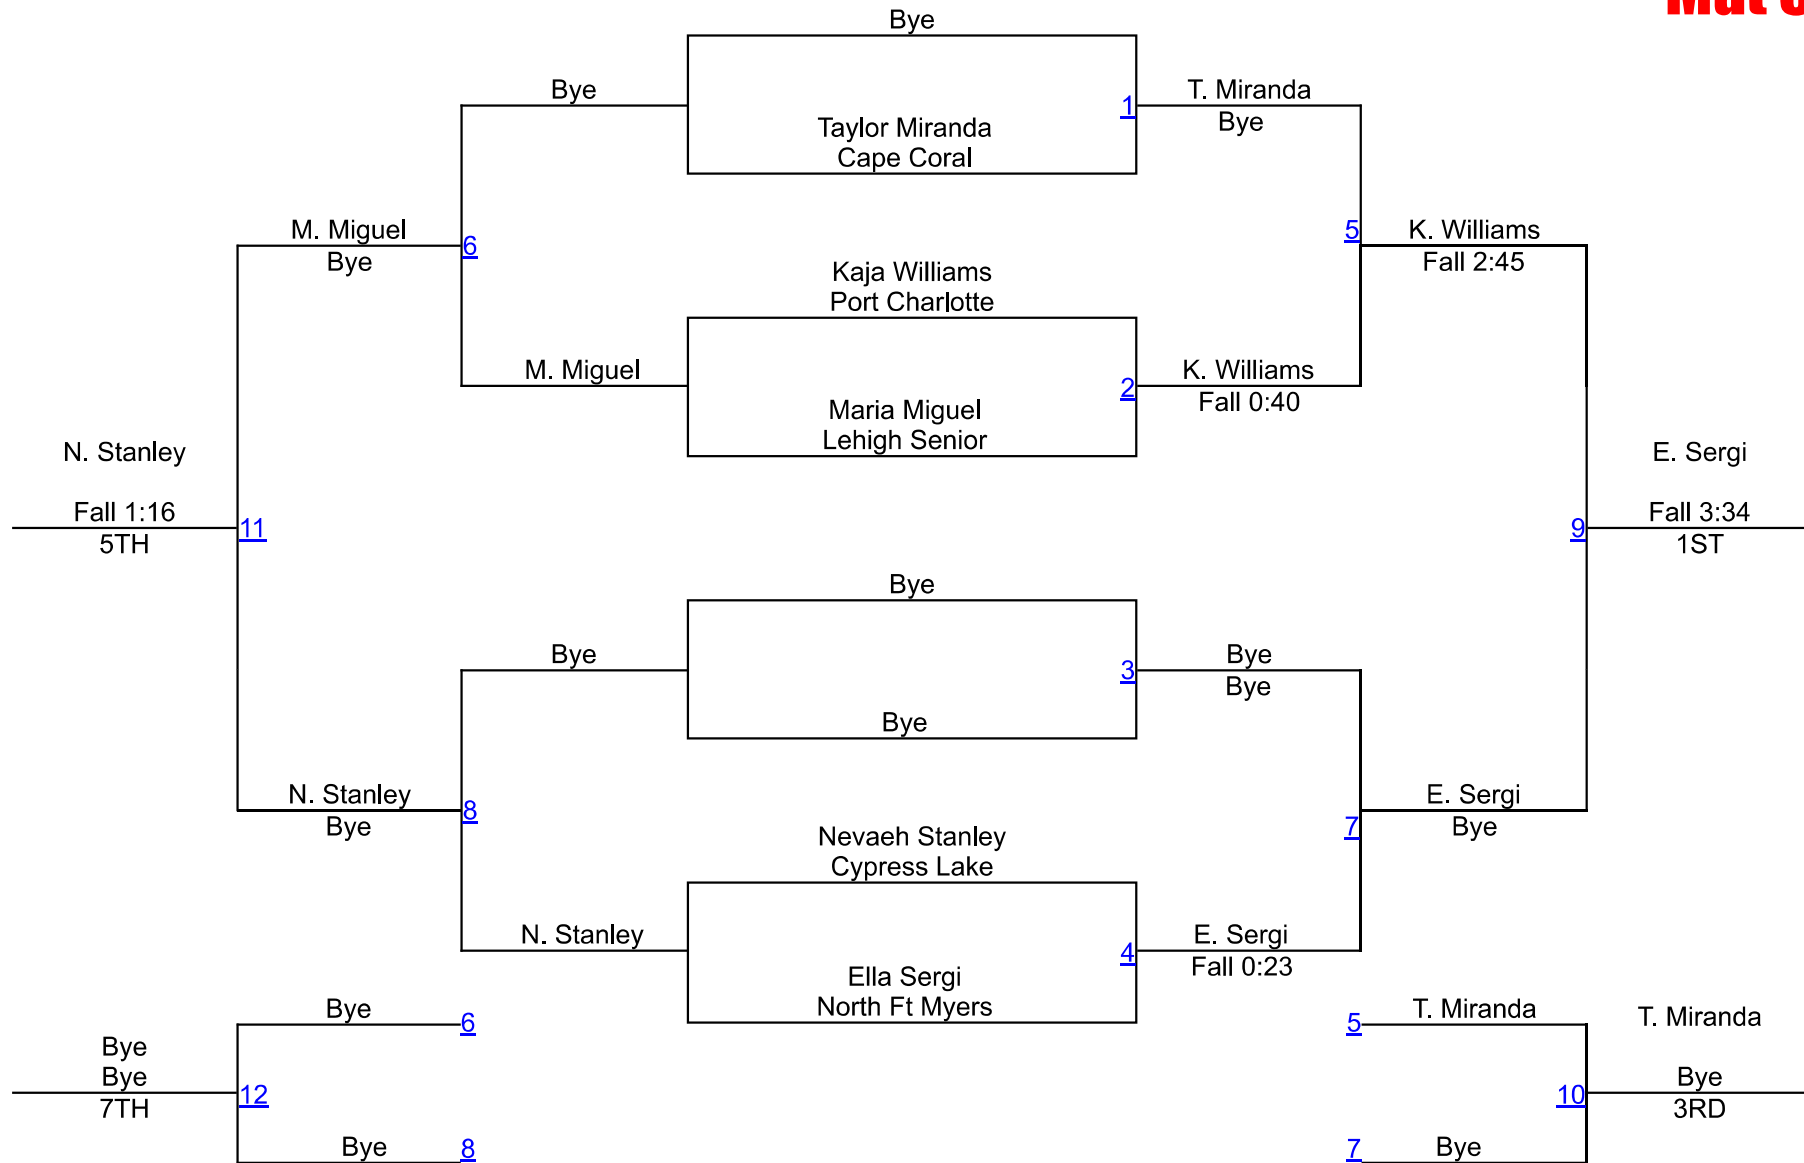 Bye
Bye
1
T. Miranda
Bye
Taylor Miranda
Cape Coral
M. Miguel
Bye
6
5
K. Williams
Fall 2:45
Kaja Williams
Port Charlotte
M. Miguel
2
K. Williams
Fall 0:40
Maria Miguel
Lehigh Senior
N. Stanley
Fall 1:16
5TH
11
E. Sergi
Fall 3:34
1ST
9
Bye
Bye
3
Bye
Bye
Bye
N. Stanley
Bye
8
7
E. Sergi
Bye
Nevaeh Stanley
Cypress Lake
N. Stanley
4
E. Sergi
Fall 0:23
Ella Sergi
North Ft Myers
Bye
6
5
T. Miranda
T. Miranda
Bye
Bye
7TH
12
10
Bye
3RD
Bye
8
7
Bye